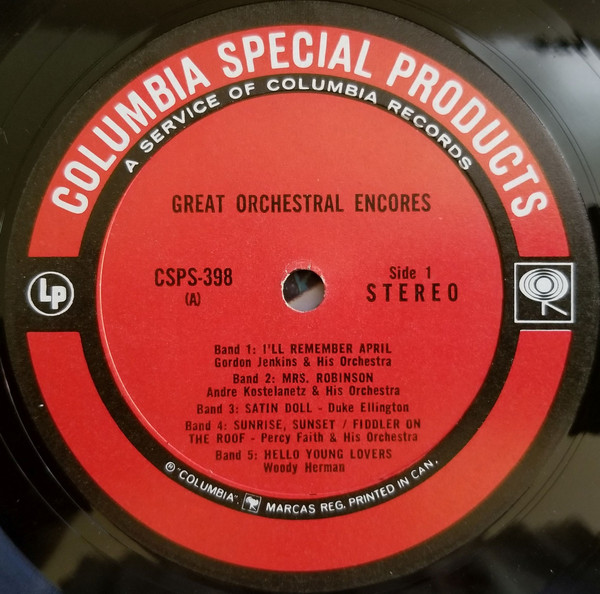 COLUMBIA SPECIAL PRODUCTS
A SERVICE OF COLUMBIA RECORDS
GREAT ORCHESTRAL ENCORES
CSPS-398
(A)
Side 1
STEREO
LP
Band 1: I'LL REMEMBER APRIL
Gordon Jenkins & His Orchestra
Band 2: MRS. ROBINSON
Andre Kostelanetz & His Orchestra
Band 3: SATIN DOLL - Duke Ellington
Band 4: SUNRISE, SUNSET / FIDDLER ON
THE ROOF - Percy Faith & His Orchestra
Band 5: HELLO YOUNG LOVERS
Woody Herman
℗ "COLUMBIA", MARCAS REG. PRINTED IN CAN.